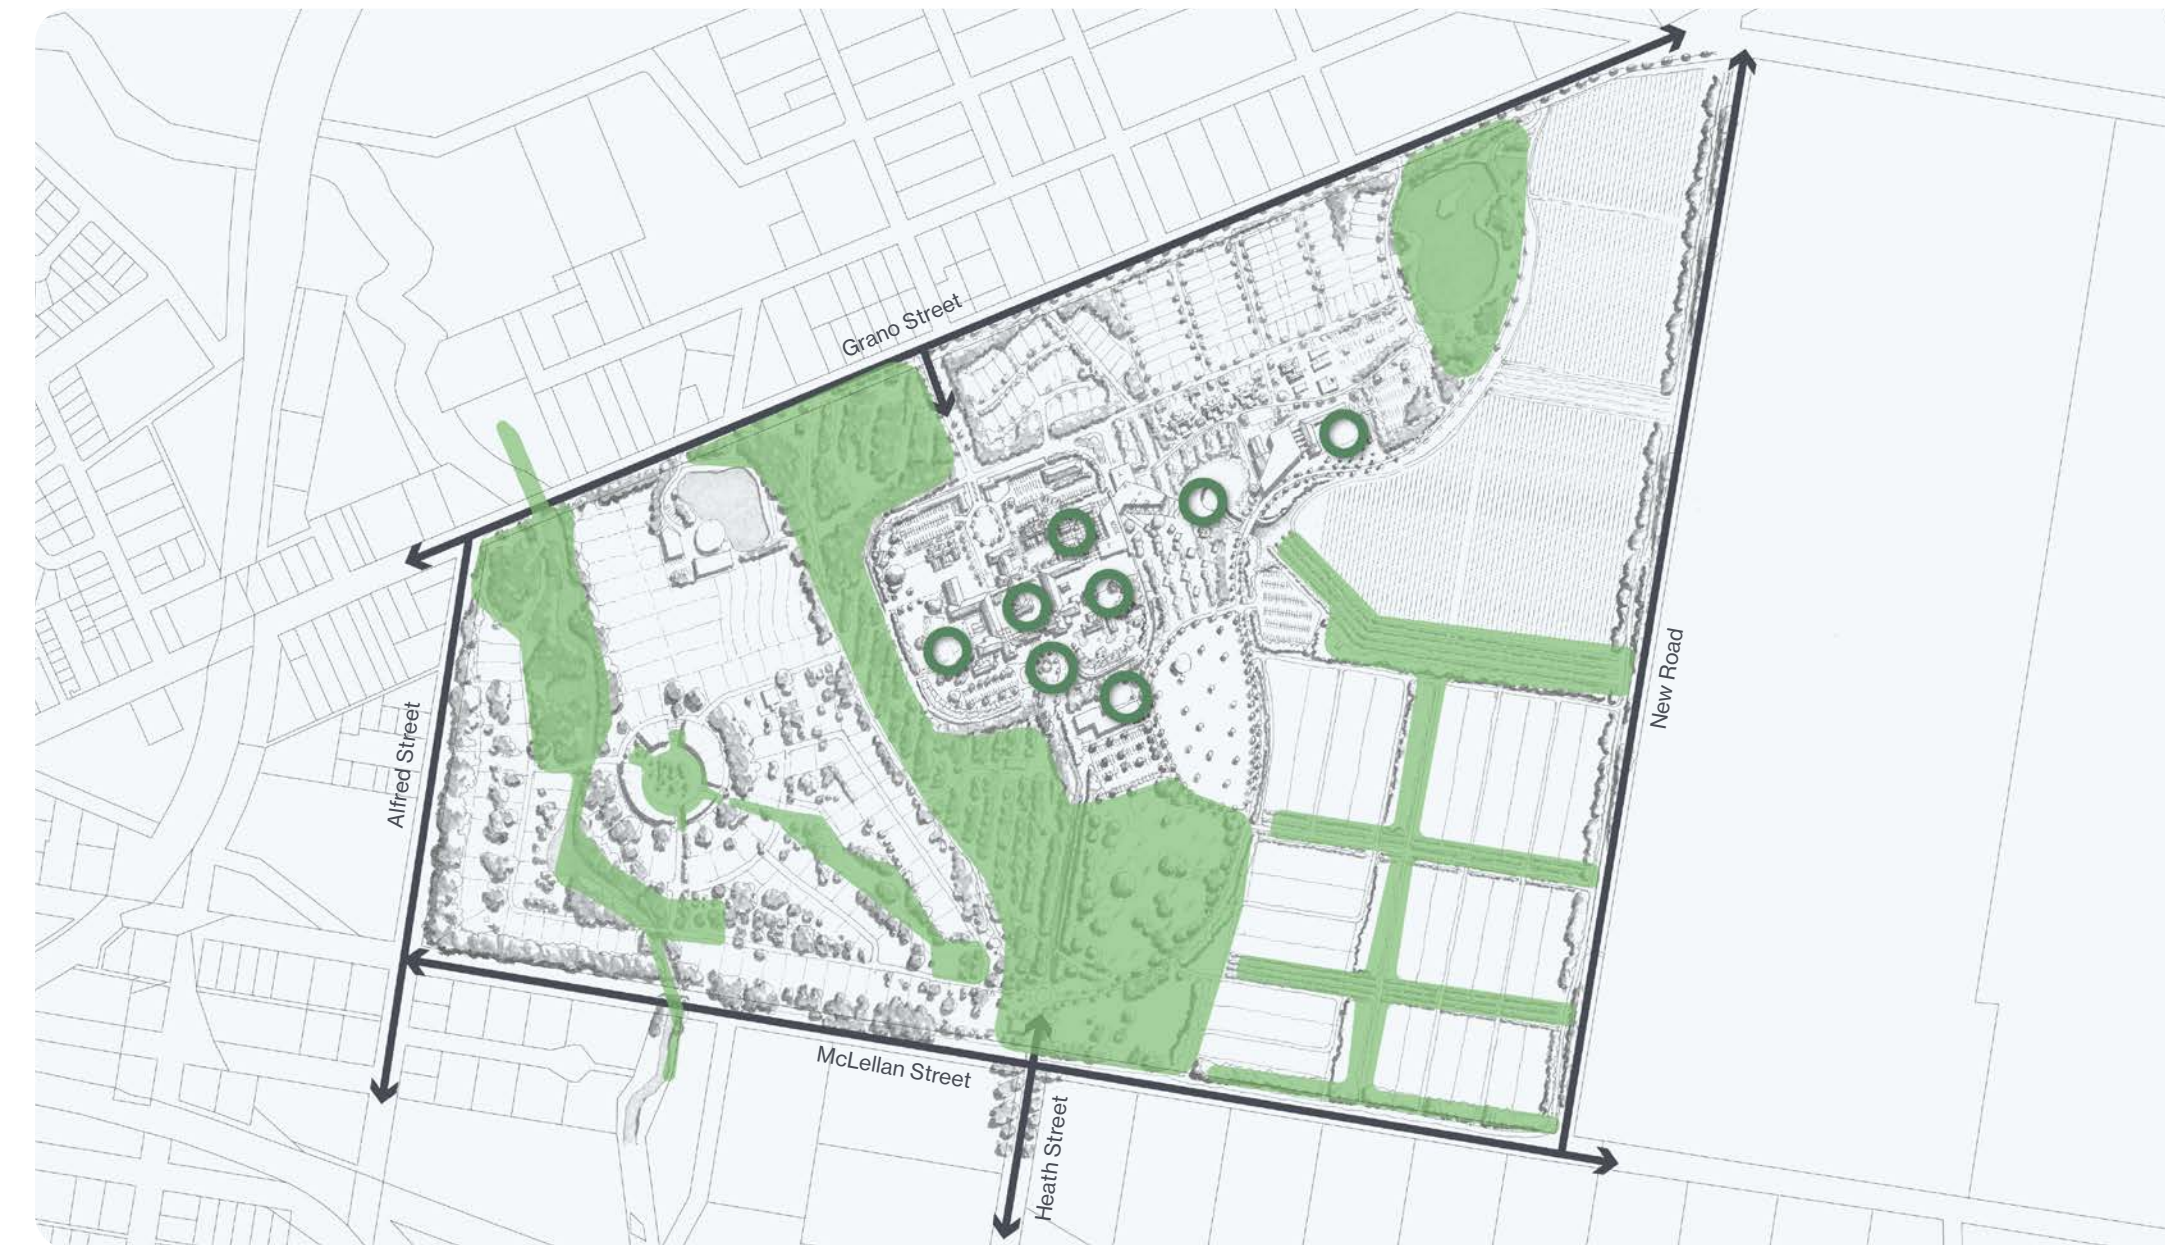 Grano Street
New Road
Alfred Street
McLellan Street
Heath Street